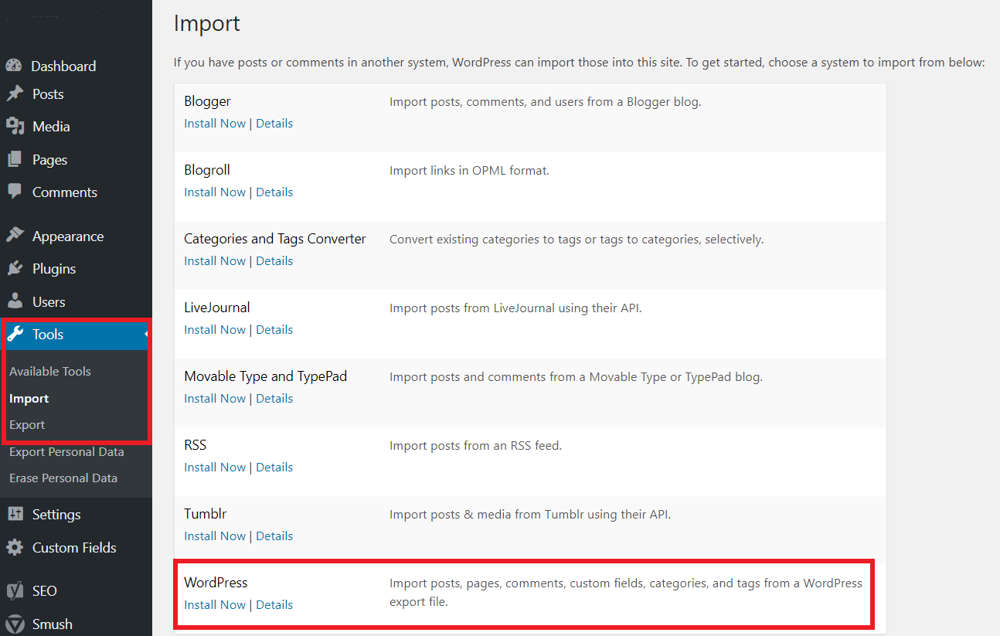 Dashboard
Posts
Media
Pages
Comments
Appearance
Plugins
Users
Tools
Available Tools
Import
Export
Export Personal Data
Erase Personal Data
Settings
Custom Fields
SEO
Smush
Import
If you have posts or comments in another system, WordPress can import those into this site. To get started, choose a system to import from below:
Blogger
Import posts, comments, and users from a Blogger blog.
Install Now | Details
Blogroll
Import links in OPML format.
Install Now | Details
Categories and Tags Converter
Convert existing categories to tags or tags to categories, selectively.
Install Now | Details
LiveJournal
Import posts from LiveJournal using their API.
Install Now | Details
Movable Type and TypePad
Import posts and comments from a Movable Type or TypePad blog.
Install Now | Details
RSS
Import posts from an RSS feed.
Install Now | Details
Tumblr
Import posts & media from Tumblr using their API.
Install Now | Details
WordPress
Import posts, pages, comments, custom fields, categories, and tags from a WordPress
export file.
Install Now | Details